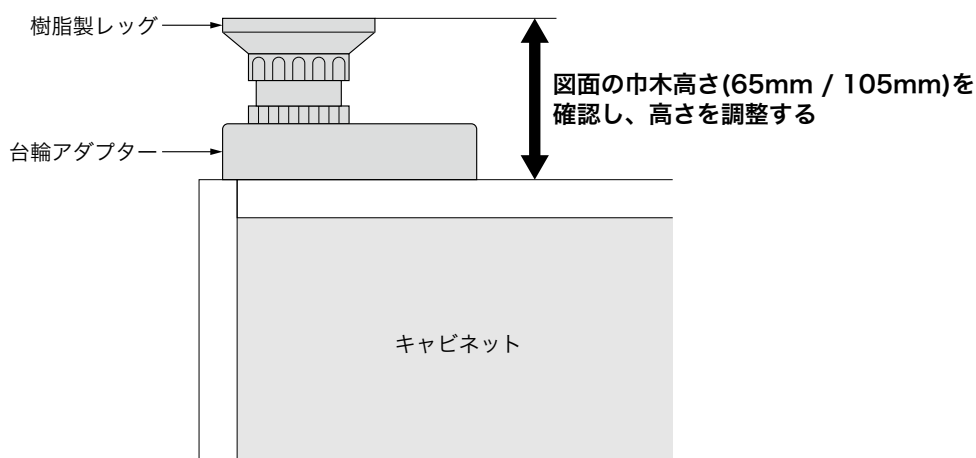 樹脂製レッグ
図面の巾木高さ(65mm / 105mm)を
確認し、高さを調整する
台輪アダプター
キャビネット